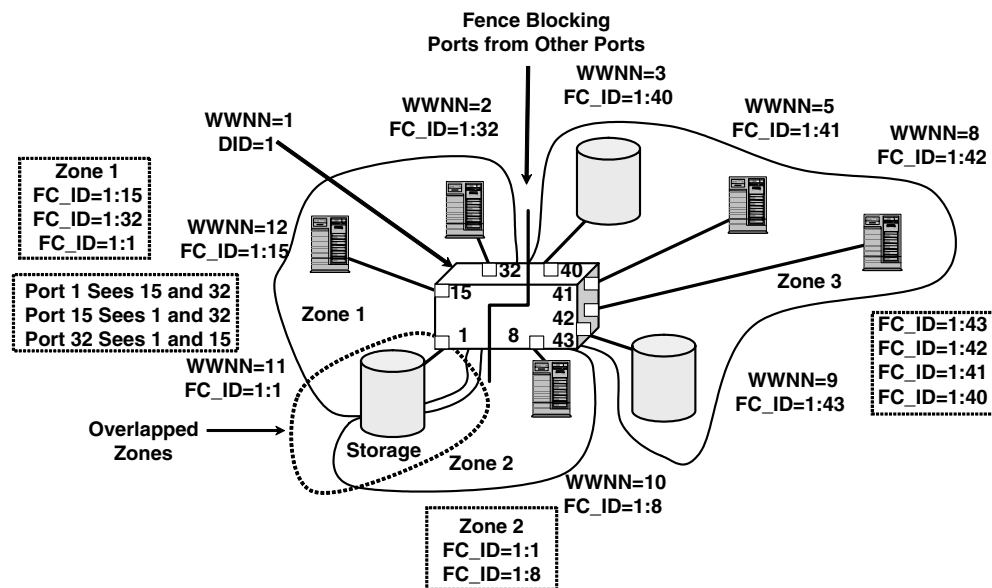 Fence Blocking
Ports from Other Ports
WWNN=3
FC_ID=1:40
WWNN=2
FC_ID=1:32
WWNN=5
FC_ID=1:41
WWNN=1
DID=1
WWNN=8
FC_ID=1:42
Zone 1
FC_ID=1:15
FC_ID=1:32
FC_ID=1:1
WWNN=12
FC_ID=1:15
32
40
Zone 3
15
41
Port 1 Sees 15 and 32
Port 15 Sees 1 and 32
Port 32 Sees 1 and 15
Zone 1
42
1
8
43
FC_ID=1:43
FC_ID=1:42
FC_ID=1:41
FC_ID=1:40
WWNN=11
FC_ID=1:1
WWNN=9
FC_ID=1:43
Overlapped
Zones
Storage
Zone 2
WWNN=10
FC_ID=1:8
Zone 2
FC_ID=1:1
FC_ID=1:8